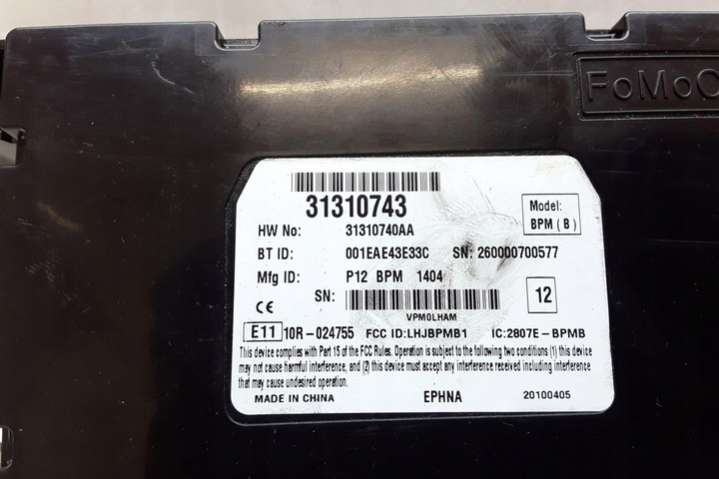 FoMoC
31310743
Model:
BPM ( B )
HW No: 31310740AA
BT ID: 001EAE43E33C SN: 260000700577
Mfg ID: P12 BPM 1404
SN:
12
VPM0LHAM
CE
E11 10R-024755 FCC ID:LHJBPMB1 IC:2807E-BPMB
This device complies with Part 15 of the FCC Rules. Operation is subject to the following two conditions (1) this device
may not cause harmful interference, and (2) this device must accept any interference received including interference
that may cause undesired operation.
MADE IN CHINA EPHNA 20100405